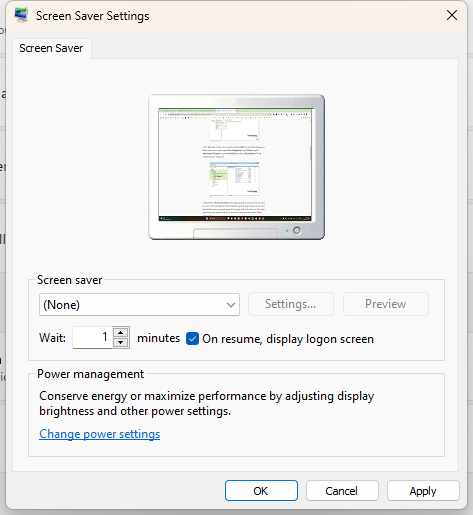 Screen Saver Settings
Screen Saver
Screen saver
(None)
Settings...
Preview
Wait:
1
minutes
On resume, display logon screen
Power management
Conserve energy or maximize performance by adjusting display
brightness and other power settings.
Change power settings
OK
Cancel
Apply